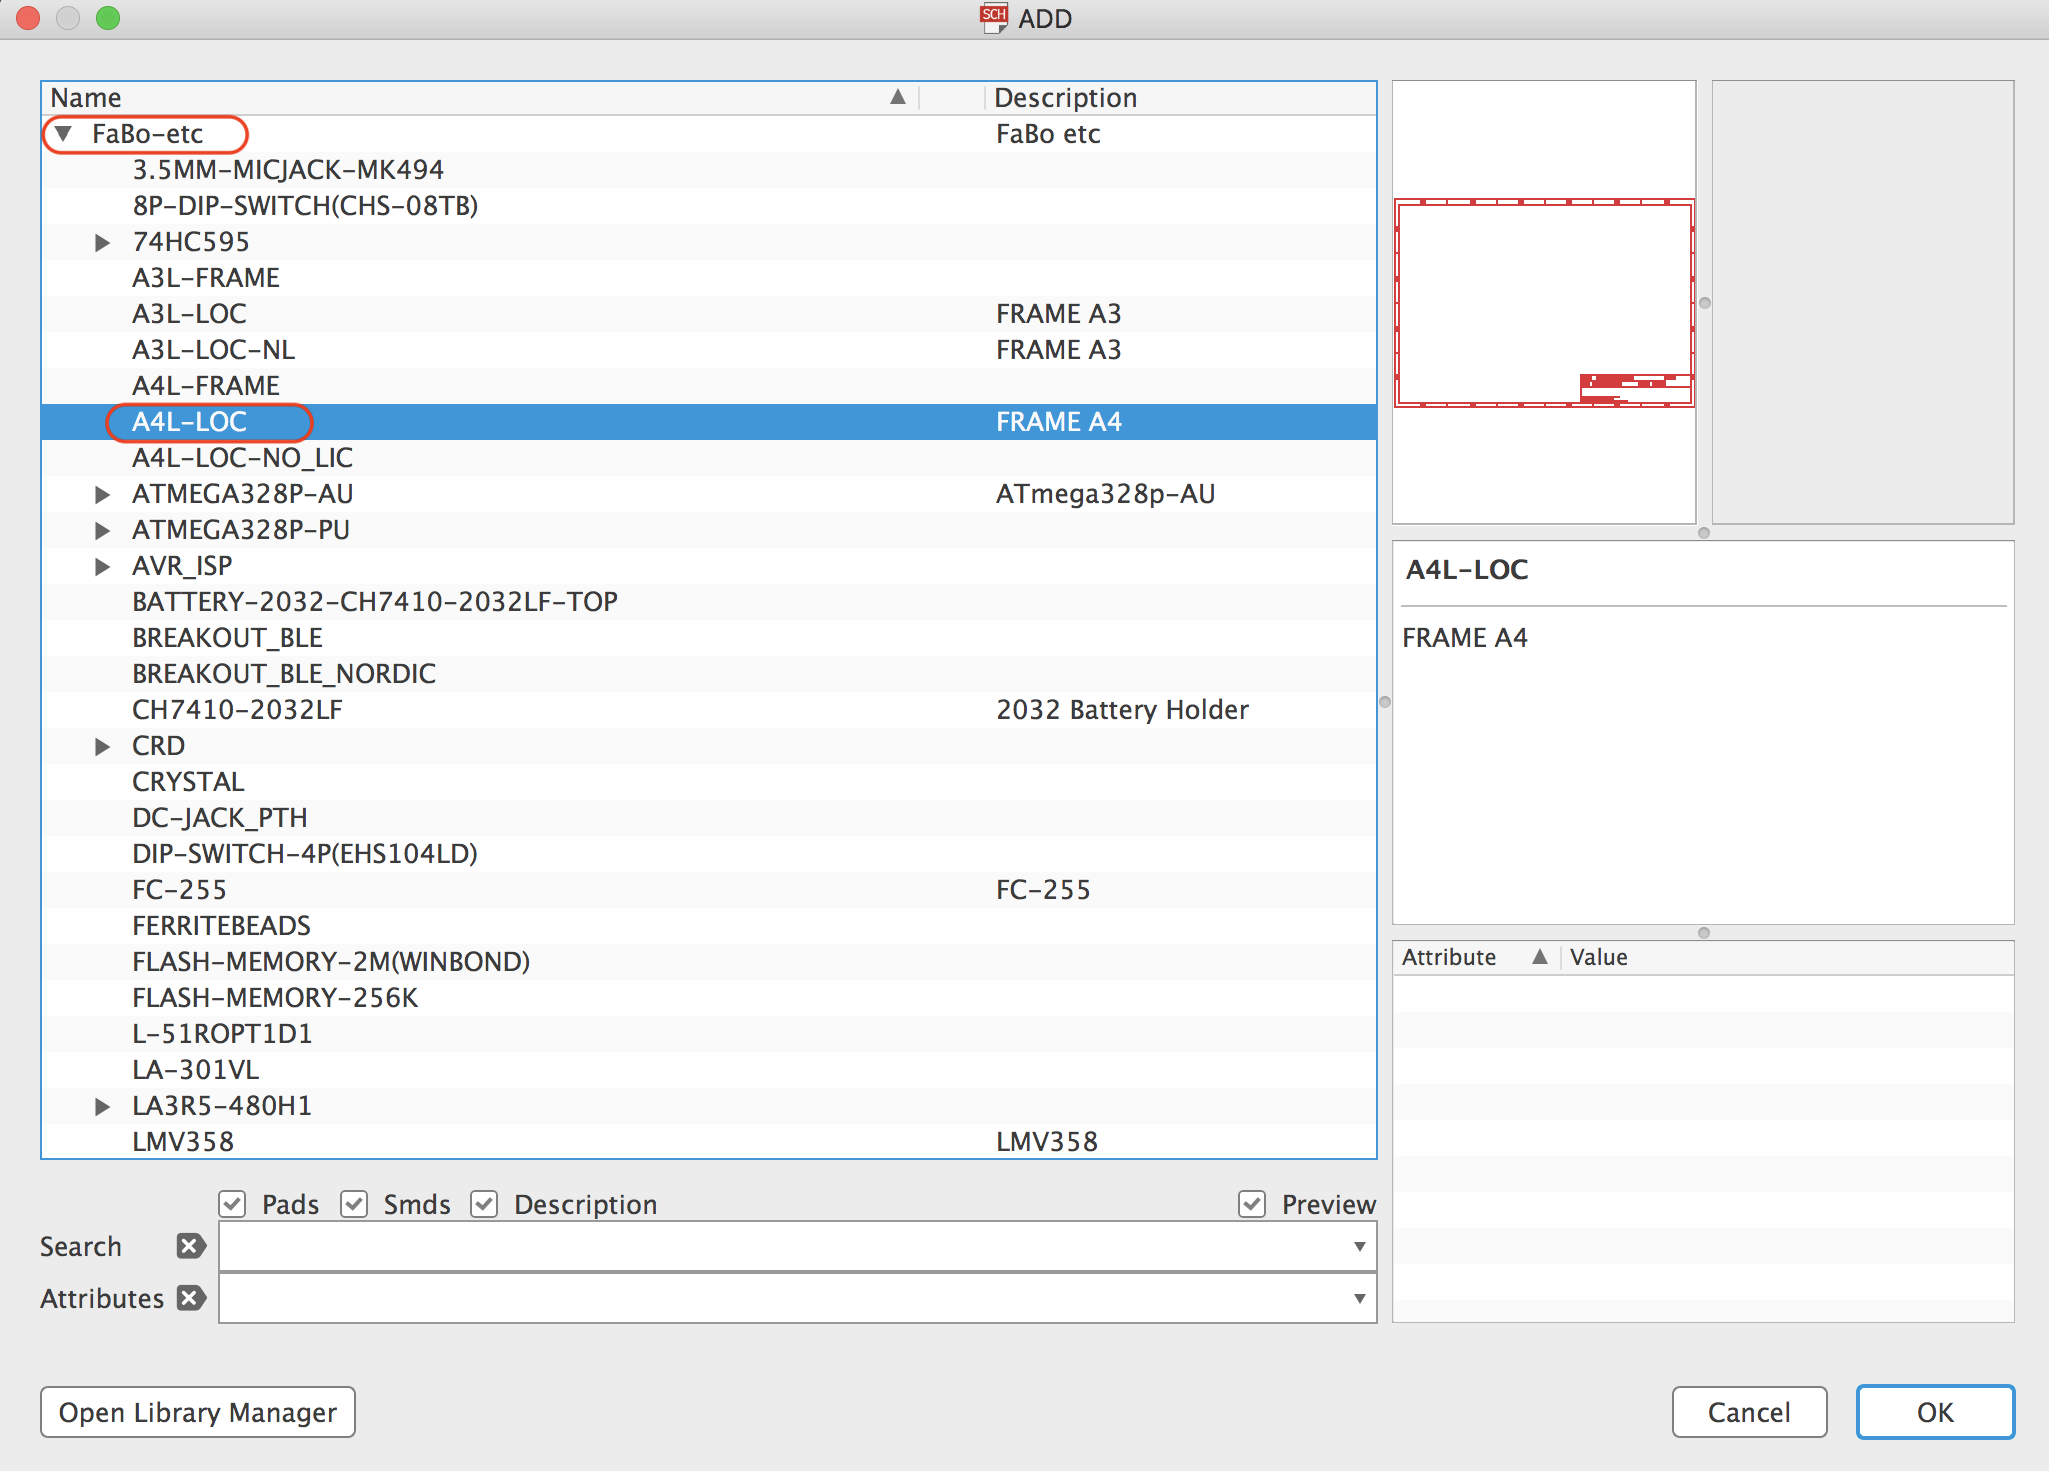 SCH ADD
Name Description
FaBo-etc FaBo etc
3.5MM-MICJACK-MK494
8P-DIP-SWITCH(CHS-08TB)
74HC595
A3L-FRAME
A3L-LOC FRAME A3
A3L-LOC-NL FRAME A3
A4L-FRAME
A4L-LOC FRAME A4
A4L-LOC-NO_LIC
ATMEGA328P-AU ATmega328p-AU
ATMEGA328P-PU
AVR_ISP
BATTERY-2032-CH7410-2032LF-TOP
BREAKOUT_BLE
BREAKOUT_BLE_NORDIC
CH7410-2032LF 2032 Battery Holder
CRD
CRYSTAL
DC-JACK_PTH
DIP-SWITCH-4P(EHS104LD)
FC-255 FC-255
FERRITEBEADS
FLASH-MEMORY-2M(WINBOND)
FLASH-MEMORY-256K
L-51ROPT1D1
LA-301VL
LA3R5-480H1
LMV358 LMV358
Pads Smds Description Preview
Search
Attributes
Open Library Manager
A4L-LOC
FRAME A4
Attribute Value
Cancel OK